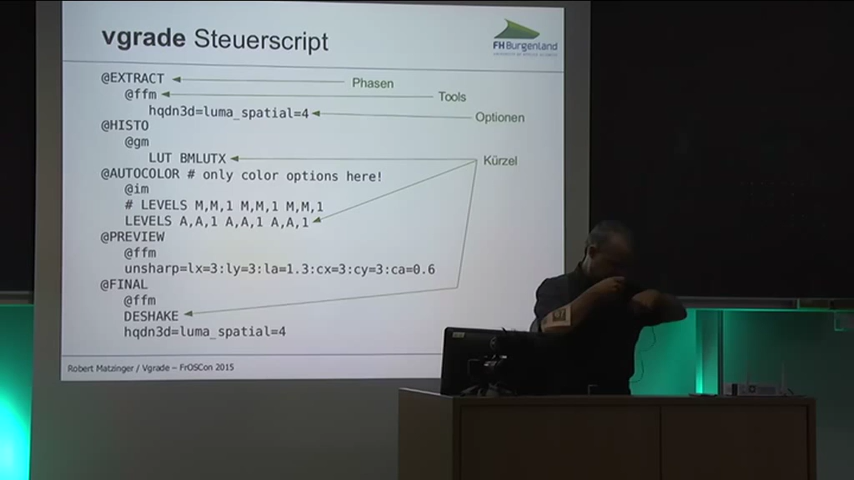 vgrade Steuerscript
FH Burgenland
@EXTRACT
Phasen
@ffm
Tools
hqdn3d=luma_spatial=4
Optionen
@HISTO
@gm
LUT BMLUTX
Kürzel
@AUTOCOLOR # only color options here!
@im
# LEVELS M,M,1 M,M,1 M,M,1
LEVELS A,A,1 A,A,1 A,A,1
@PREVIEW
@ffm
unsharp=lx=3:ly=3:la=1.3:cx=3:cy=3:ca=0.6
@FINAL
@ffm
DESHAKE
hqdn3d=luma_spatial=4
Robert Matzinger / Vgrade – FrOSCon 2015